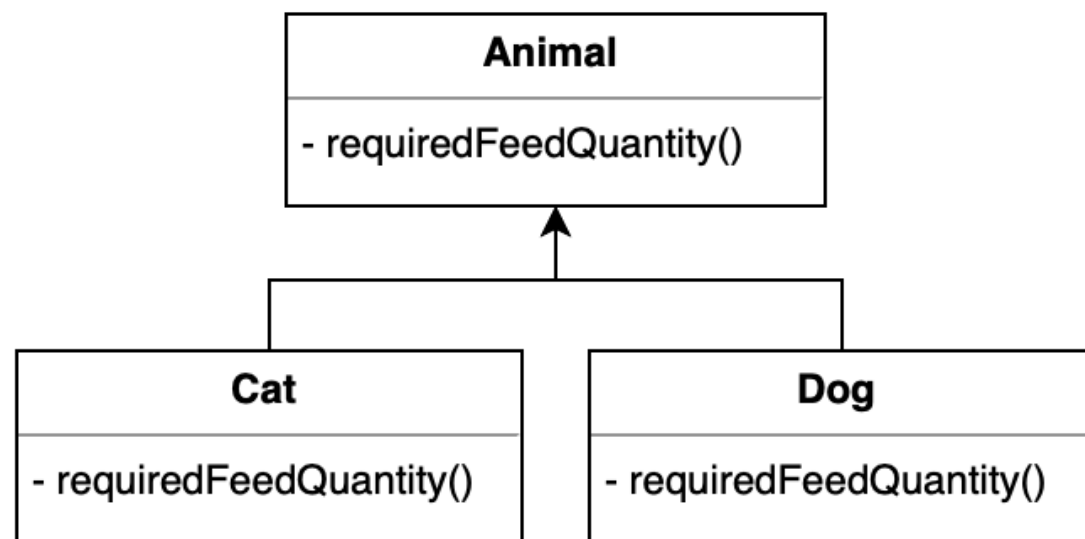 Animal
- requiredFeedQuantity()
Cat
- requiredFeedQuantity()
Dog
- requiredFeedQuantity()